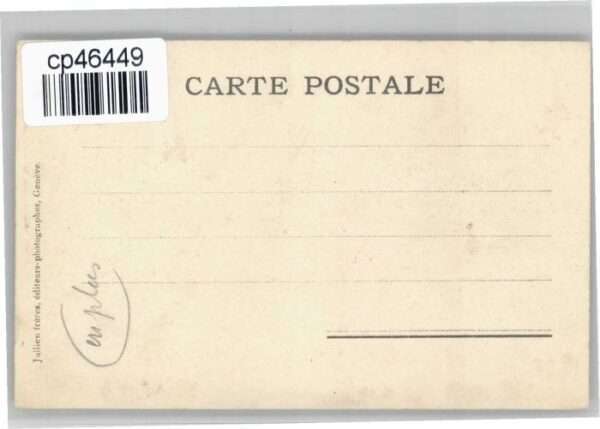 cp46449
CARTE POSTALE
Jullien frères, éditeurs-photographes, Genève.
en plus